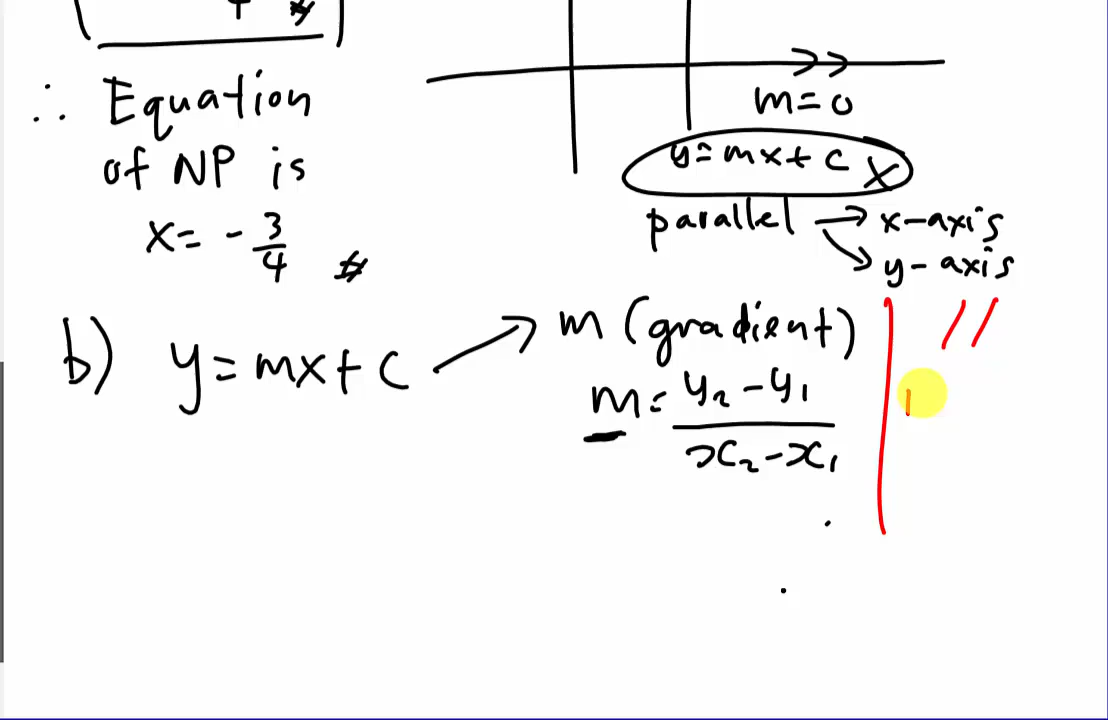 ∴ Equation
of NP is
x = - 3/4 #
m = 0
y = mx + c X
parallel → x-axis
→ y-axis
b) y = mx + c → m (gradient)
m = y₂ - y₁ / x₂ - x₁
//